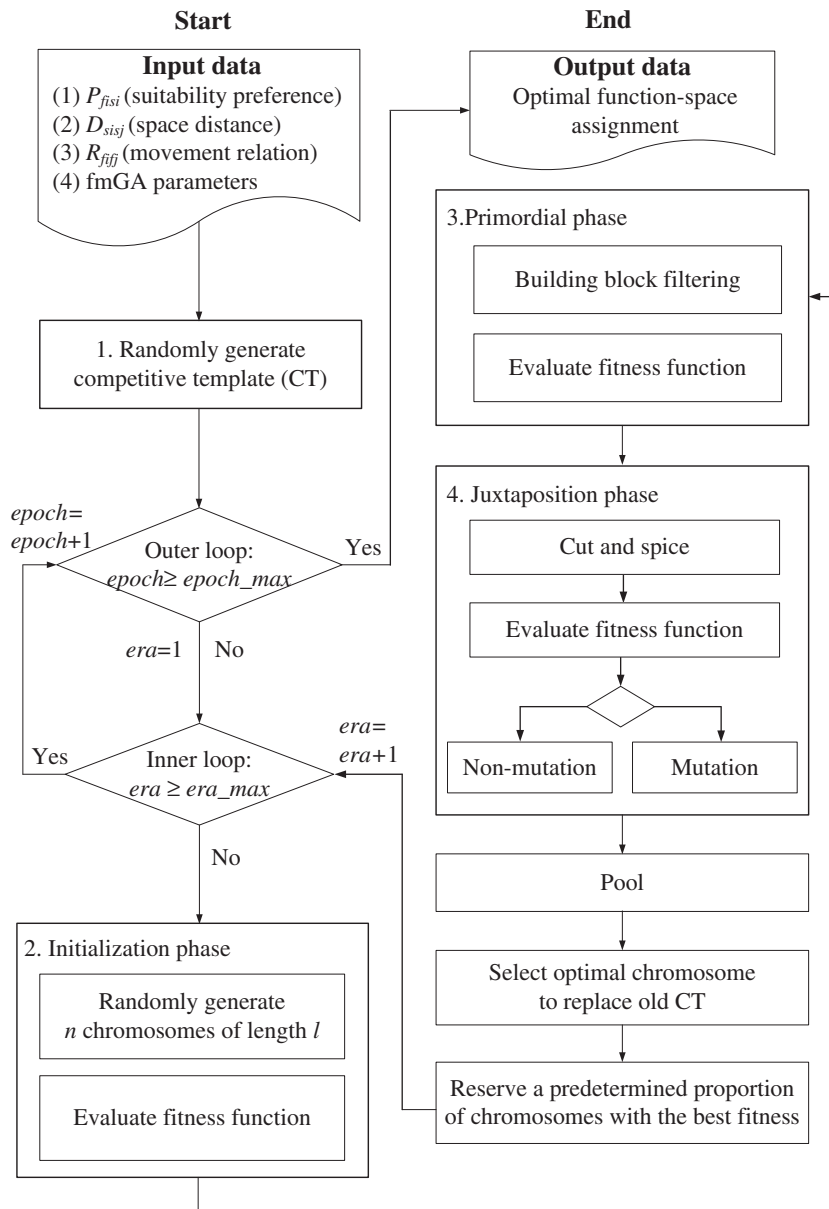 Start
Input data
(1) Pfisi (suitability preference)
(2) Dsisj (space distance)
(3) Rfifj (movement relation)
(4) fmGA parameters
1. Randomly generate
competitive template (CT)
epoch=
epoch+1
Outer loop:
epoch≥ epoch_max
Yes
era=1
No
Yes
Inner loop:
era ≥ era_max
era=
era+1
No
2. Initialization phase
Randomly generate
n chromosomes of length l
Evaluate fitness function
End
Output data
Optimal function-space
assignment
3.Primordial phase
Building block filtering
Evaluate fitness function
4. Juxtaposition phase
Cut and spice
Evaluate fitness function
Non-mutation
Mutation
Pool
Select optimal chromosome
to replace old CT
Reserve a predetermined proportion
of chromosomes with the best fitness